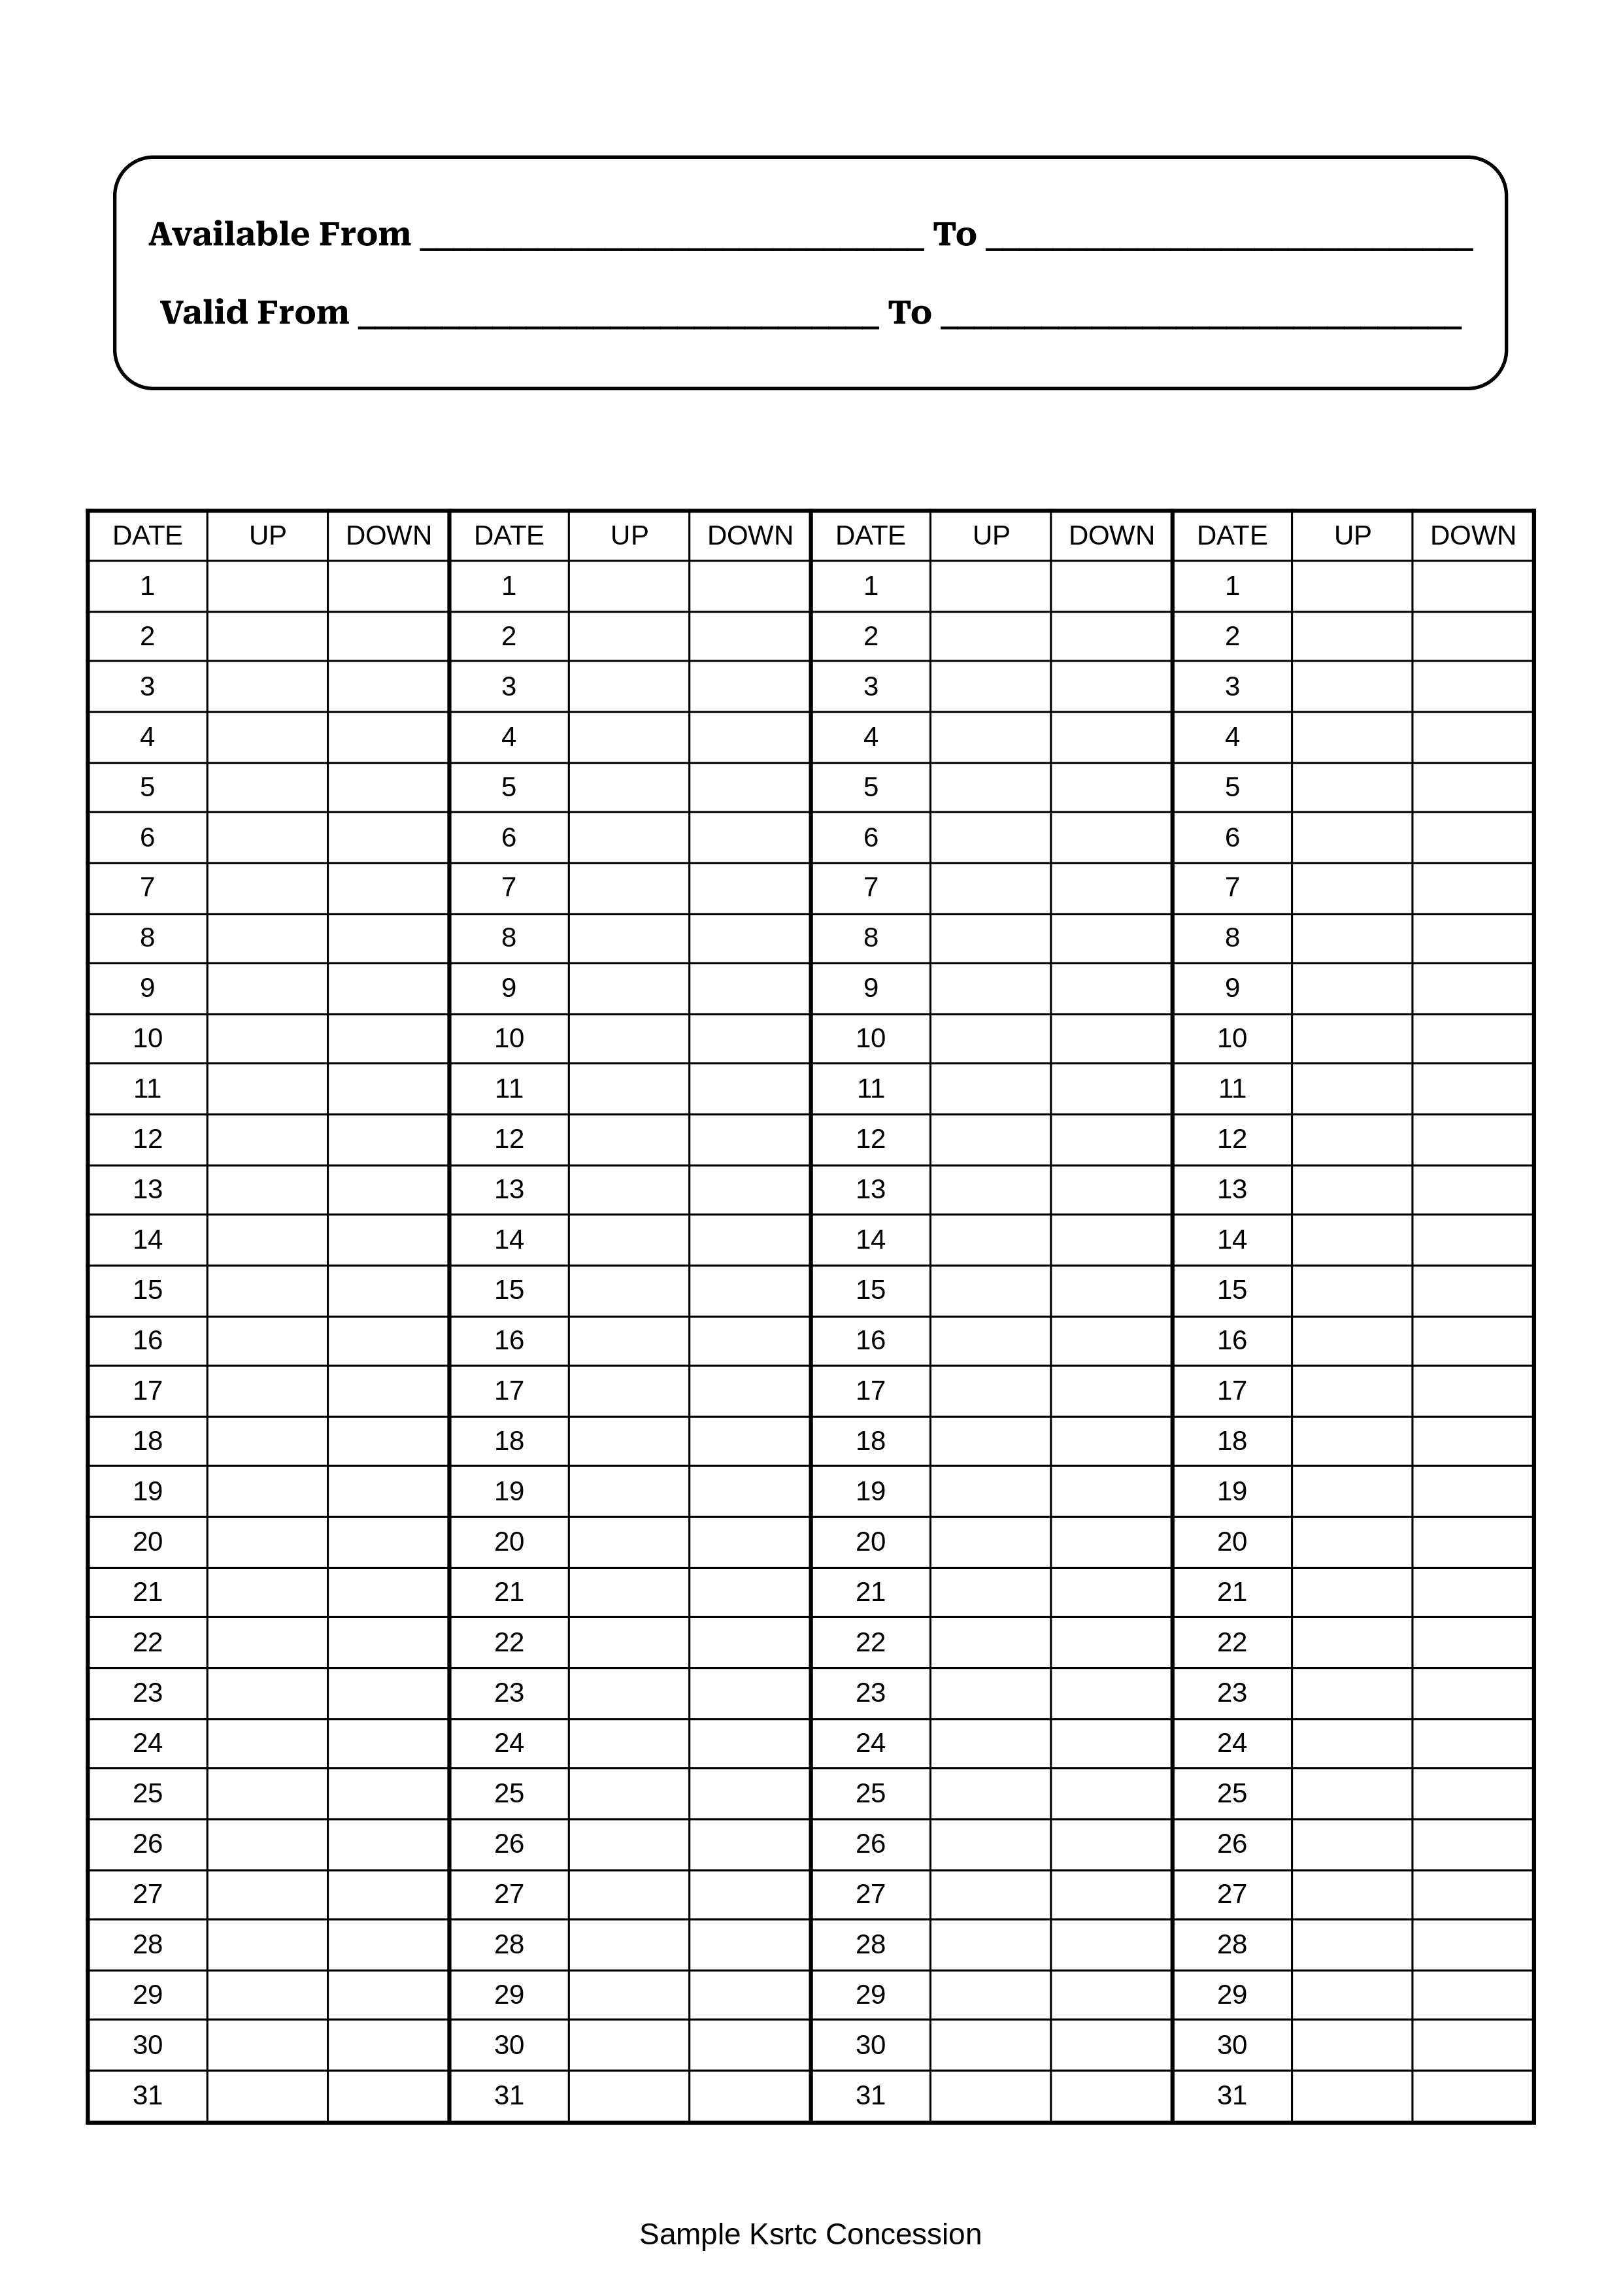 Available From ______________________________ To _____________________________
Valid From _______________________________ To _______________________________
DATE UP DOWN DATE UP DOWN DATE UP DOWN DATE UP DOWN
1 1 1 1
2 2 2 2
3 3 3 3
4 4 4 4
5 5 5 5
6 6 6 6
7 7 7 7
8 8 8 8
9 9 9 9
10 10 10 10
11 11 11 11
12 12 12 12
13 13 13 13
14 14 14 14
15 15 15 15
16 16 16 16
17 17 17 17
18 18 18 18
19 19 19 19
20 20 20 20
21 21 21 21
22 22 22 22
23 23 23 23
24 24 24 24
25 25 25 25
26 26 26 26
27 27 27 27
28 28 28 28
29 29 29 29
30 30 30 30
31 31 31 31
Sample Ksrtc Concession